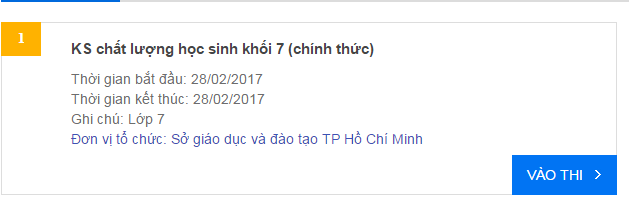 1
KS chất lượng học sinh khối 7 (chính thức)
Thời gian bắt đầu: 28/02/2017
Thời gian kết thúc: 28/02/2017
Ghi chú: Lớp 7
Đơn vị tổ chức: Sở giáo dục và đào tạo TP Hồ Chí Minh
VÀO THI